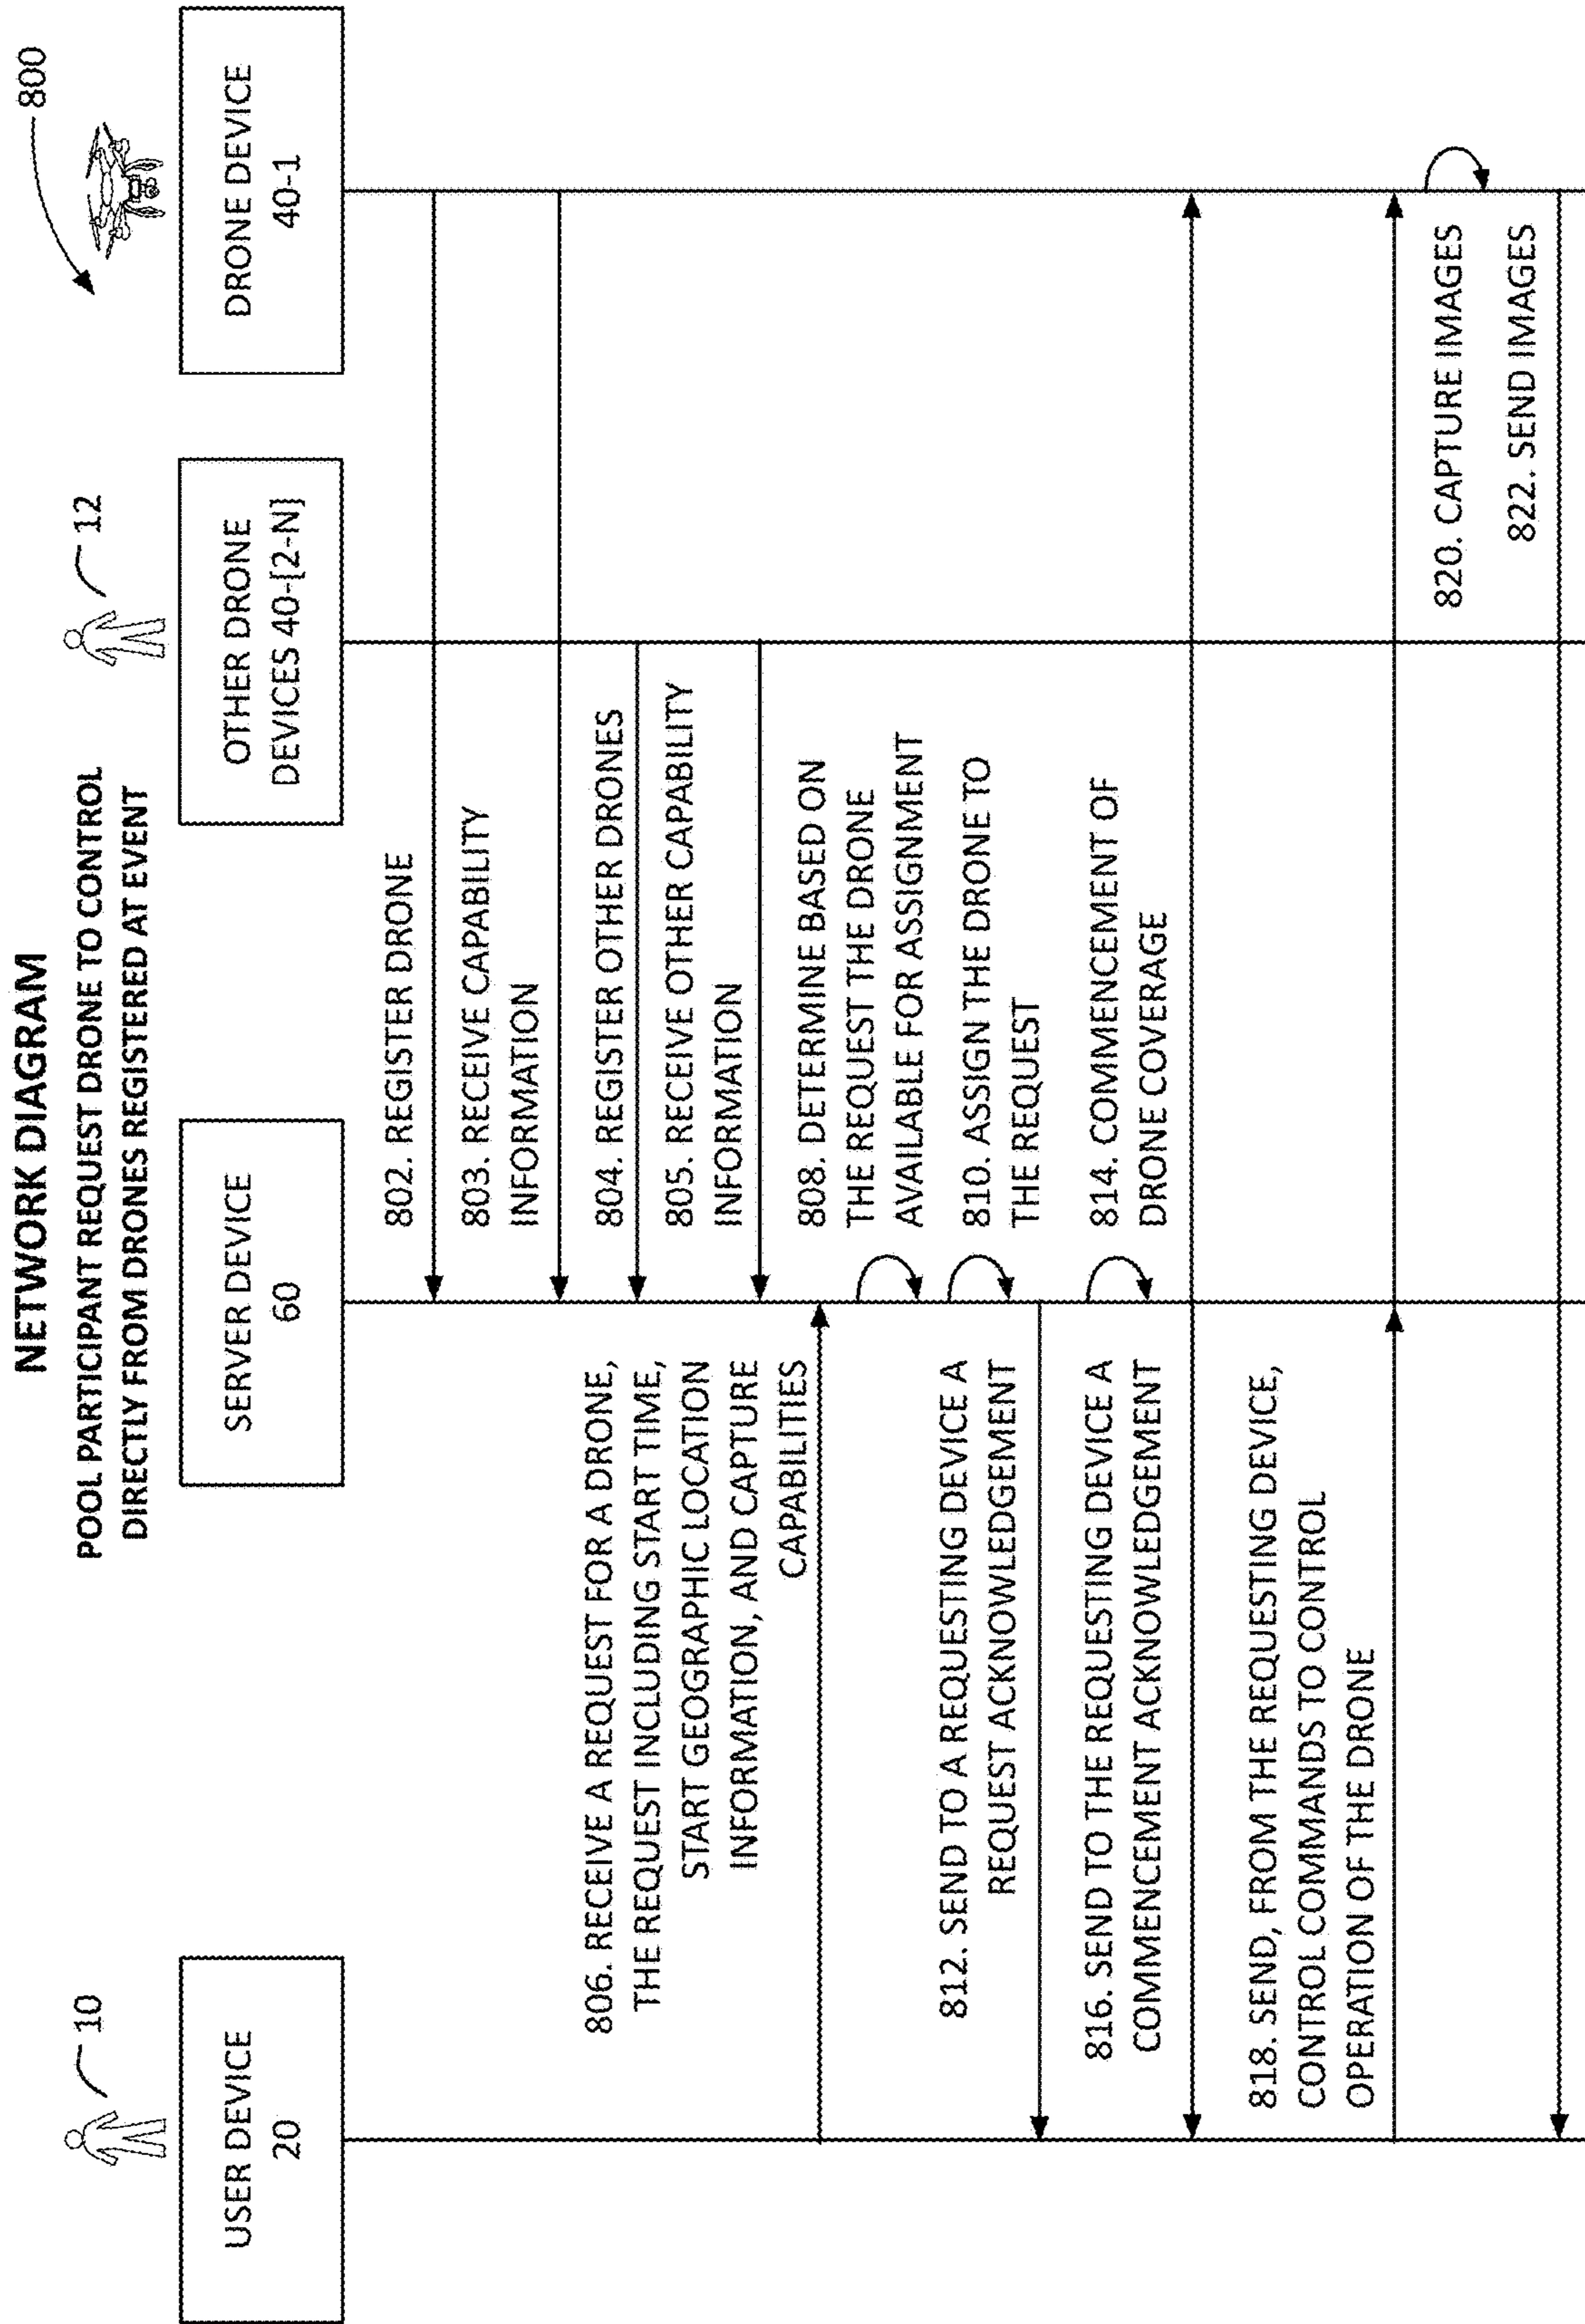 NETWORK DIAGRAM
POOL PARTICIPANT REQUEST DRONE TO CONTROL
DIRECTLY FROM DRONES REGISTERED AT EVENT
800
10
12
USER DEVICE
20
SERVER DEVICE
60
OTHER DRONE
DEVICES 40-[2-N]
DRONE DEVICE
40-1
802. REGISTER DRONE
803. RECEIVE CAPABILITY
INFORMATION
804. REGISTER OTHER DRONES
805. RECEIVE OTHER CAPABILITY
INFORMATION
806. RECEIVE A REQUEST FOR A DRONE,
THE REQUEST INCLUDING START TIME,
START GEOGRAPHIC LOCATION
INFORMATION, AND CAPTURE
CAPABILITIES
808. DETERMINE BASED ON
THE REQUEST THE DRONE
AVAILABLE FOR ASSIGNMENT
810. ASSIGN THE DRONE TO
THE REQUEST
812. SEND TO A REQUESTING DEVICE A
REQUEST ACKNOWLEDGEMENT
814. COMMENCEMENT OF
DRONE COVERAGE
816. SEND TO THE REQUESTING DEVICE A
COMMENCEMENT ACKNOWLEDGEMENT
818. SEND, FROM THE REQUESTING DEVICE,
CONTROL COMMANDS TO CONTROL
OPERATION OF THE DRONE
820. CAPTURE IMAGES
822. SEND IMAGES